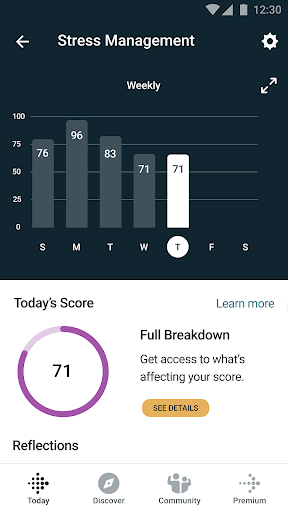 12:30
Stress Management
Weekly
100
75
50
25
0
76
96
83
71
71
S M T W T F S
Today's Score
Learn more
71
Full Breakdown
Get access to what's
affecting your score.
SEE DETAILS
Reflections
Today Discover Community Premium